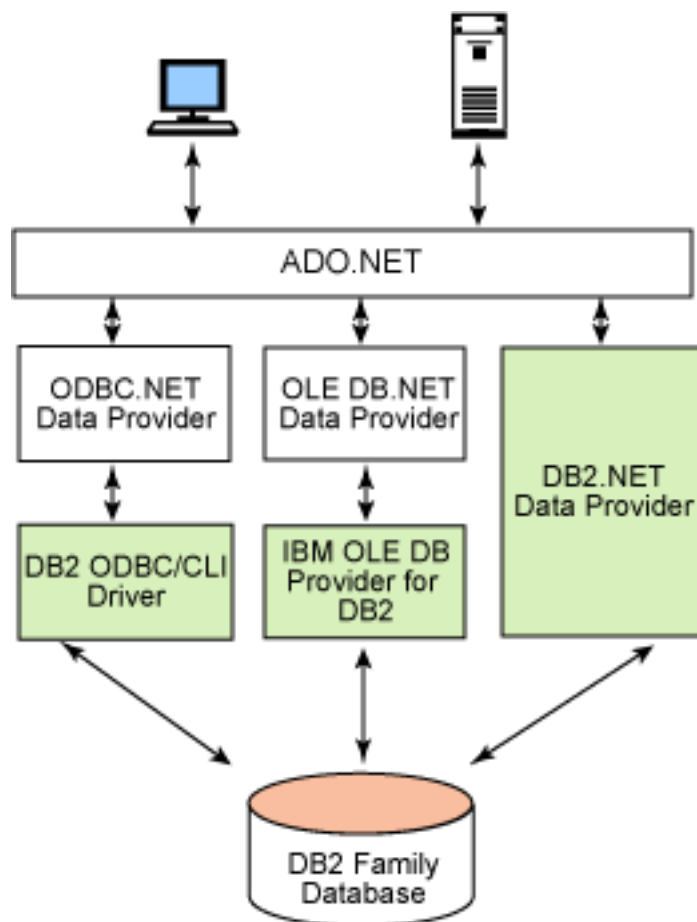 ADO.NET
ODBC.NET
Data Provider
OLE DB.NET
Data Provider
DB2.NET
Data Provider
DB2 ODBC/CLI
Driver
IBM OLE DB
Provider for
DB2
DB2 Family
Database